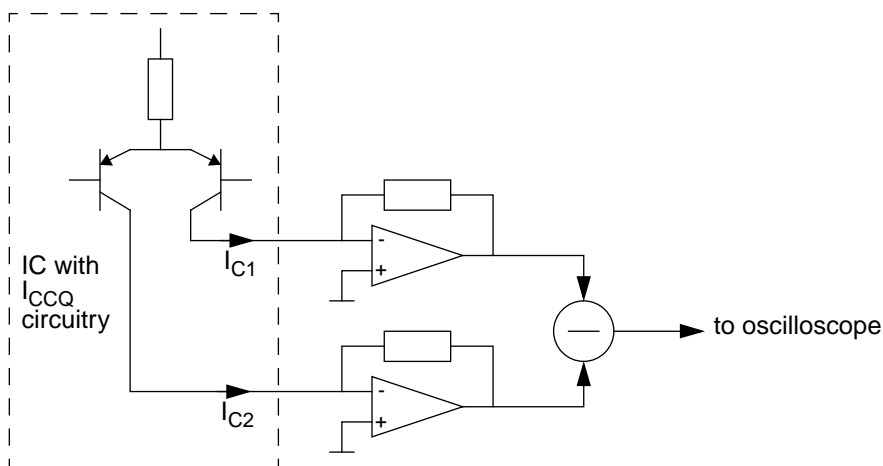 -
+
IC with
I_CCQ
circuitry
I_C1
to oscilloscope
-
+
I_C2